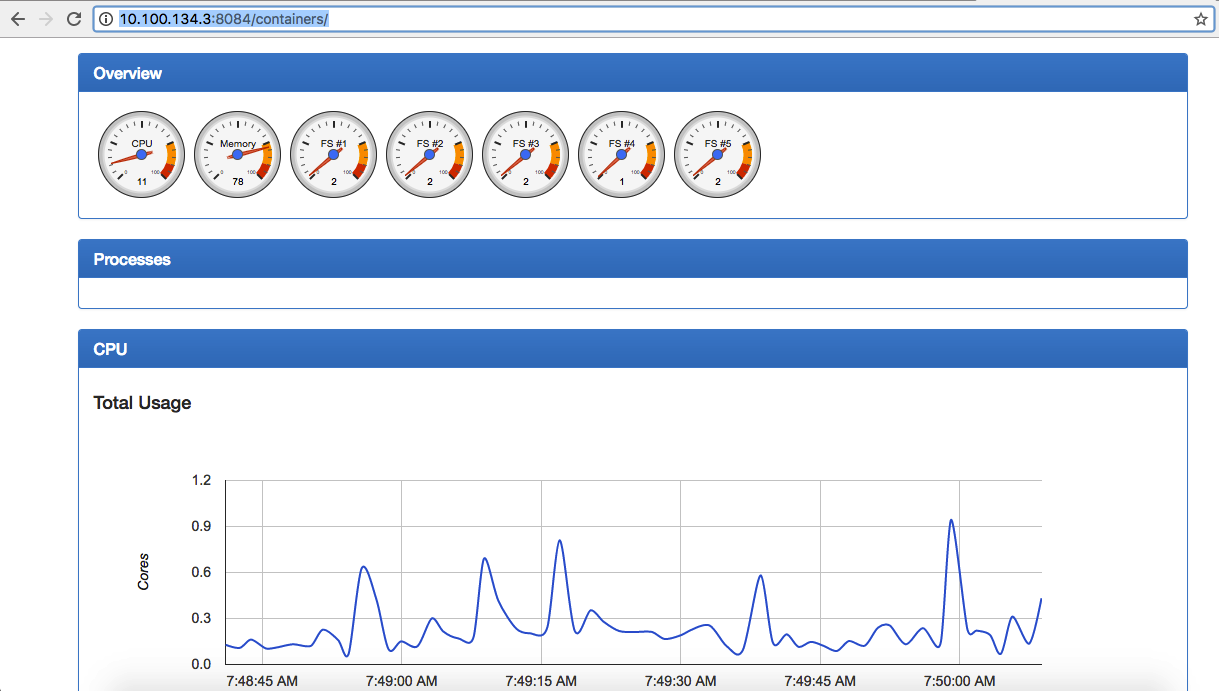 10.100.134.3:8084/containers/
Overview
CPU Memory FS #1 FS #2 FS #3 FS #4 FS #5
0 100 0 100 0 100 0 100 0 100 0 100 0 100
11 78 2 2 2 1 2
Processes
CPU
Total Usage
1.2
0.9
0.6
0.3
0.0
Cores
7:48:45 AM 7:49:00 AM 7:49:15 AM 7:49:30 AM 7:49:45 AM 7:50:00 AM